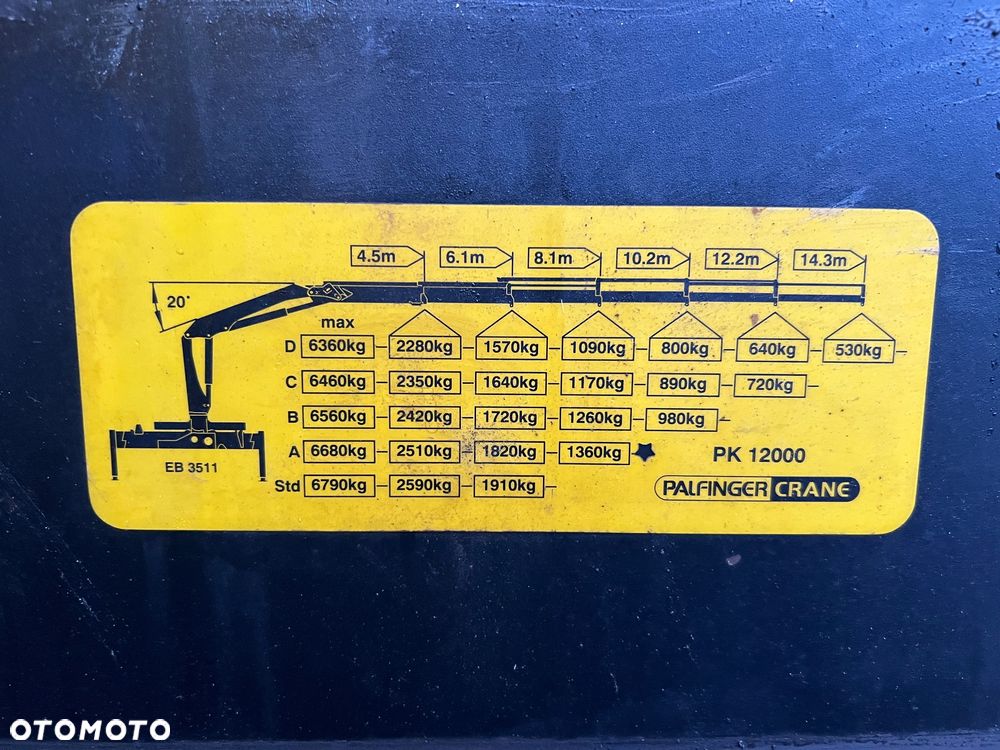 4.5m 6.1m 8.1m 10.2m 12.2m 14.3m
20°
max
D 6360kg 2280kg 1570kg 1090kg 800kg 640kg 530kg
C 6460kg 2350kg 1640kg 1170kg 890kg 720kg
B 6560kg 2420kg 1720kg 1260kg 980kg
A 6680kg 2510kg 1820kg 1360kg PK 12000
EB 3511
Std 6790kg 2590kg 1910kg PALFINGER CRANE
OTOMOTO